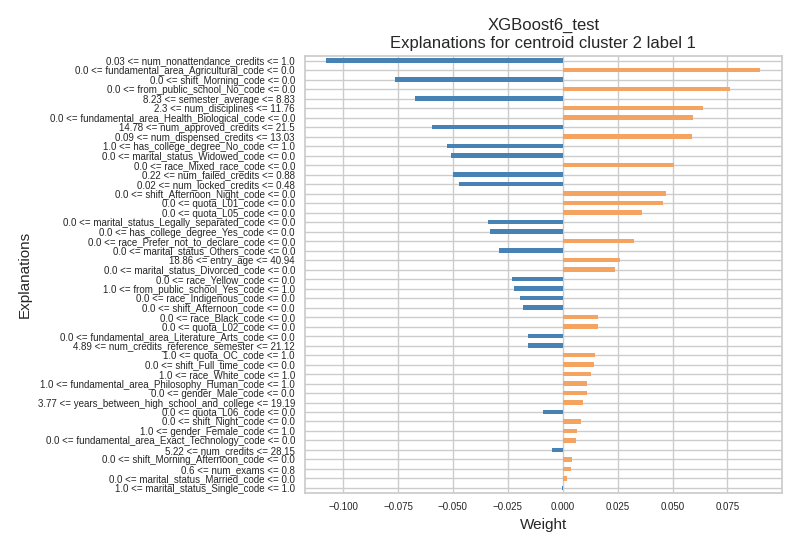 XGBoost6_test
Explanations for centroid cluster 2 label 1
0.03 <= num_nonattendance_credits <= 1.0
0.0 <= fundamental_area_Agricultural_code <= 0.0
0.0 <= shift_Morning_code <= 0.0
0.0 <= from_public_school_No_code <= 0.0
8.23 <= semester_average <= 8.83
2.3 <= num_disciplines <= 11.76
0.0 <= fundamental_area_Health_Biological_code <= 0.0
14.78 <= num_approved_credits <= 21.5
0.09 <= num_dispensed_credits <= 13.03
1.0 <= has_college_degree_No_code <= 1.0
0.0 <= marital_status_Widowed_code <= 0.0
0.0 <= race_Mixed_race_code <= 0.0
0.22 <= num_failed_credits <= 0.88
0.02 <= num_locked_credits <= 0.48
0.0 <= shift_Afternoon_Night_code <= 0.0
0.0 <= quota_L01_code <= 0.0
0.0 <= quota_L05_code <= 0.0
0.0 <= marital_status_Legally_separated_code <= 0.0
0.0 <= has_college_degree_Yes_code <= 0.0
0.0 <= race_Prefer_not_to_declare_code <= 0.0
0.0 <= marital_status_Others_code <= 0.0
18.86 <= entry_age <= 40.94
0.0 <= marital_status_Divorced_code <= 0.0
0.0 <= race_Yellow_code <= 0.0
1.0 <= from_public_school_Yes_code <= 1.0
0.0 <= race_Indigenous_code <= 0.0
0.0 <= shift_Afternoon_code <= 0.0
0.0 <= race_Black_code <= 0.0
0.0 <= quota_L02_code <= 0.0
0.0 <= fundamental_area_Literature_Arts_code <= 0.0
4.89 <= num_credits_reference_semester <= 21.12
1.0 <= quota_OC_code <= 1.0
0.0 <= shift_Full_time_code <= 0.0
1.0 <= race_White_code <= 1.0
1.0 <= fundamental_area_Philosophy_Human_code <= 1.0
0.0 <= gender_Male_code <= 0.0
3.77 <= years_between_high_school_and_college <= 19.19
0.0 <= quota_L06_code <= 0.0
0.0 <= shift_Night_code <= 0.0
1.0 <= gender_Female_code <= 1.0
0.0 <= fundamental_area_Exact_Technology_code <= 0.0
5.22 <= num_credits <= 28.15
0.0 <= shift_Morning_Afternoon_code <= 0.0
0.6 <= num_exams <= 0.8
0.0 <= marital_status_Married_code <= 0.0
1.0 <= marital_status_Single_code <= 1.0
Explanations
−0.100 −0.075 −0.050 −0.025 0.000 0.025 0.050 0.075
Weight